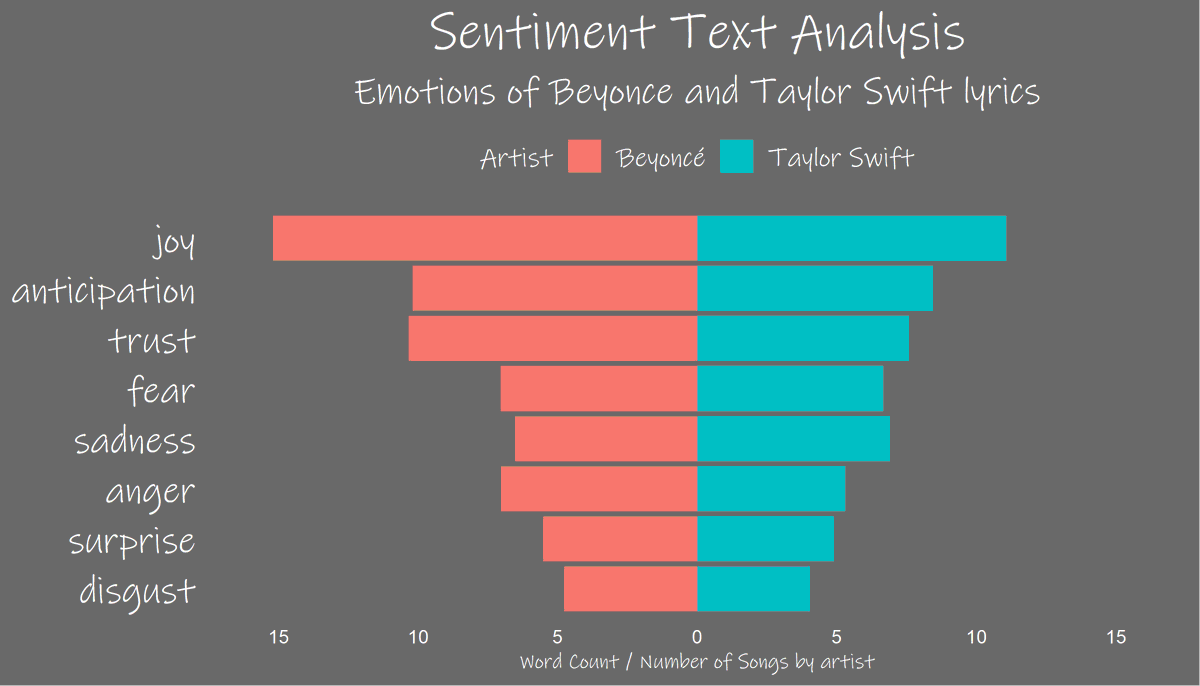 Sentiment Text Analysis
Emotions of Beyonce and Taylor Swift lyrics
Artist Beyoncé Taylor Swift
joy
anticipation
trust
fear
sadness
anger
surprise
disgust
15 10 5 0 5 10 15
Word Count / Number of Songs by artist